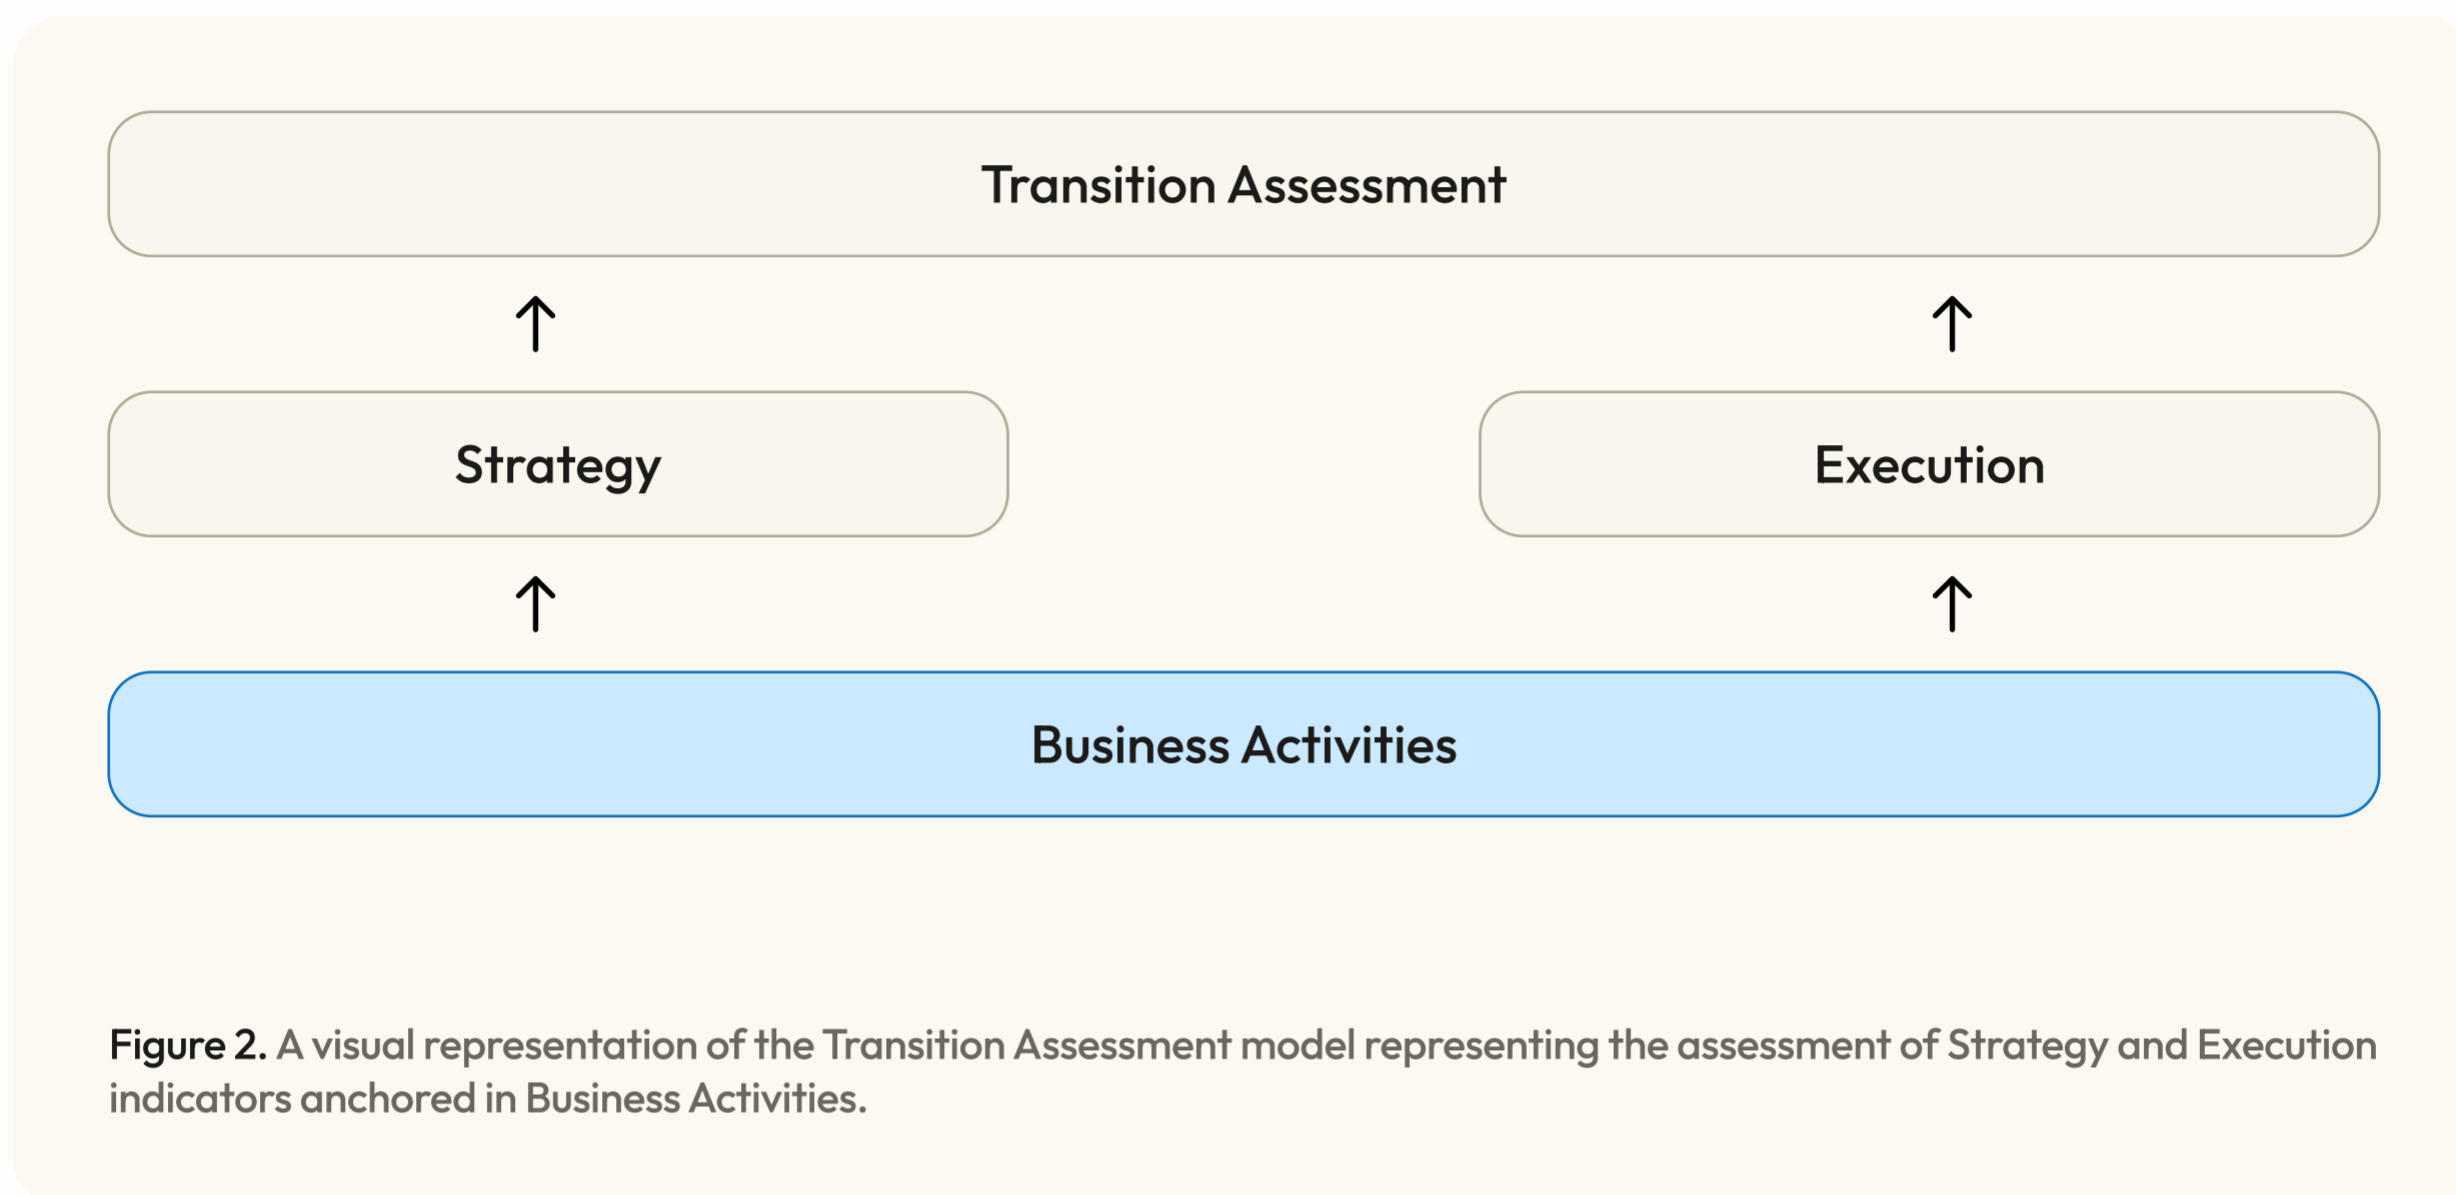 Transition Assessment
Strategy
Execution
Business Activities
Figure 2. A visual representation of the Transition Assessment model representing the assessment of Strategy and Execution
indicators anchored in Business Activities.